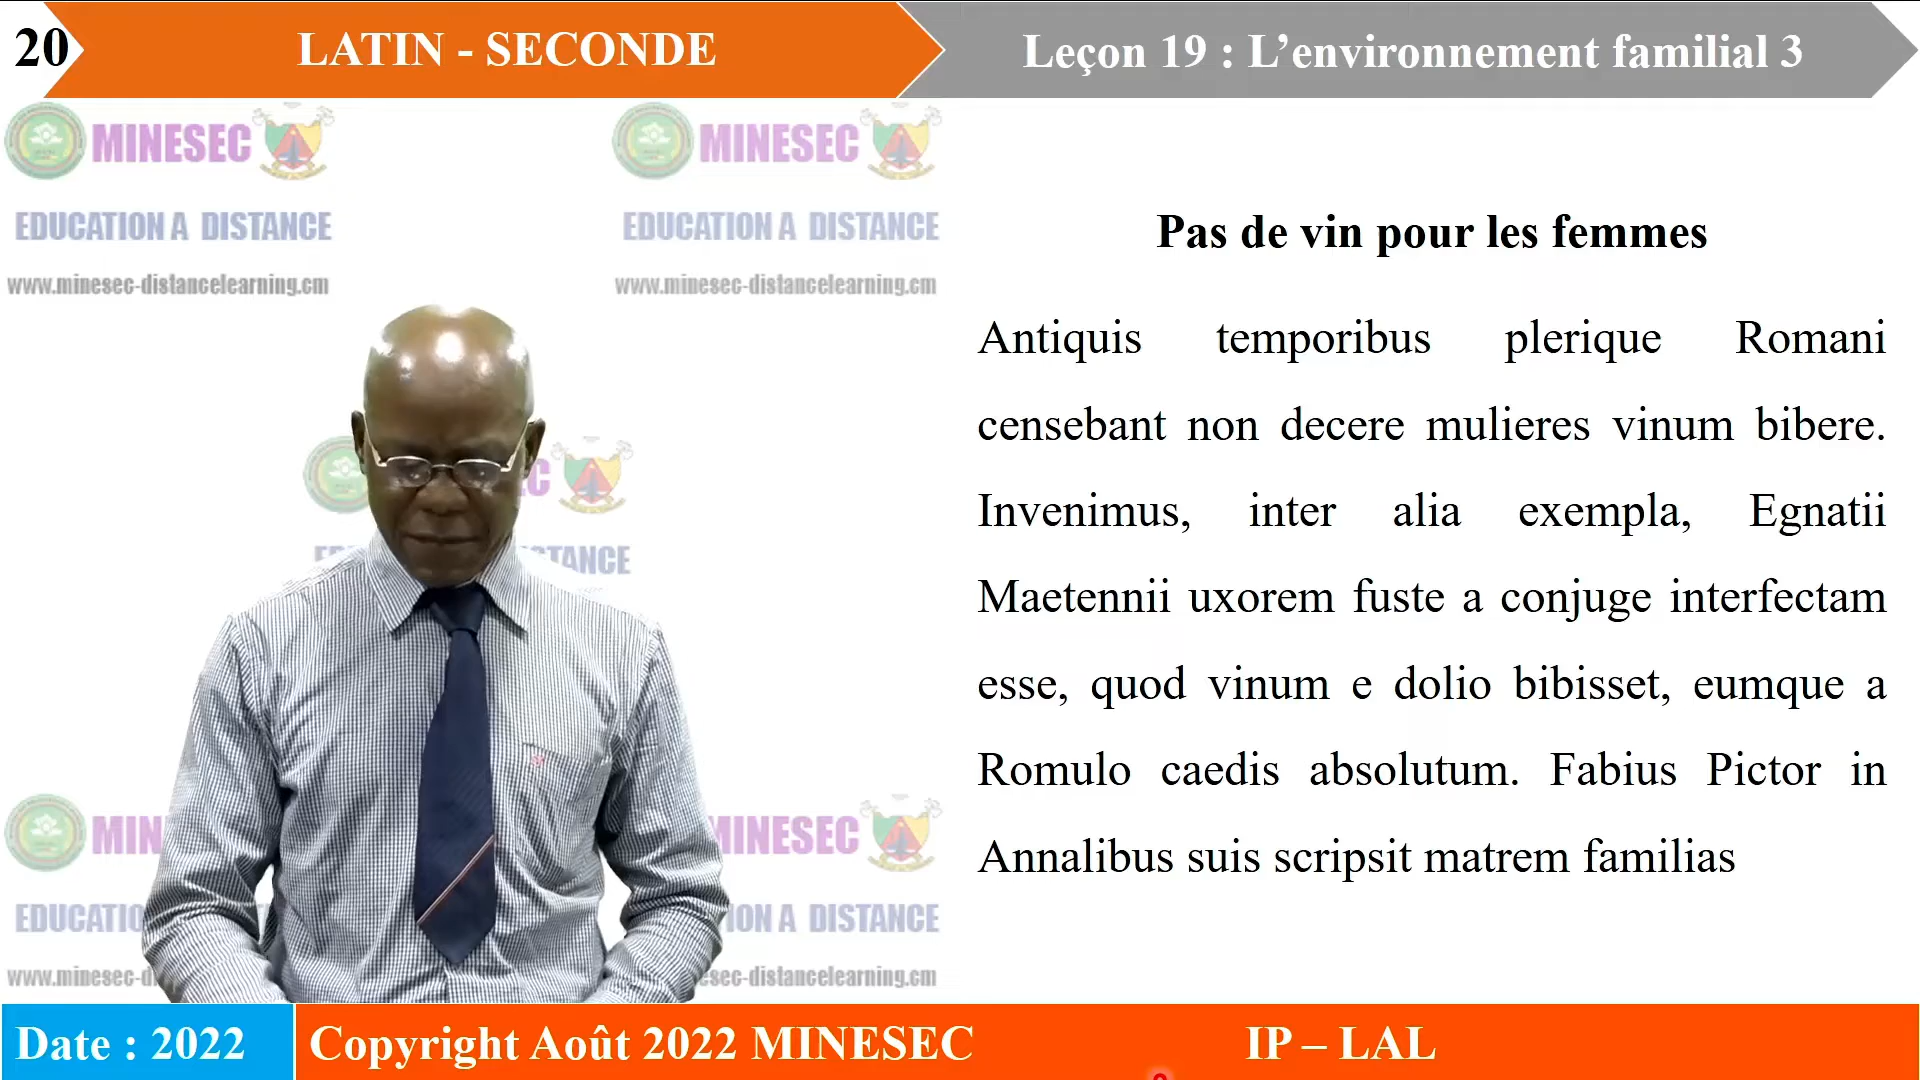 20
LATIN - SECONDE
Leçon 19 : L’environnement familial 3
MINESEC
EDUCATION A DISTANCE
www.minesec-distancelearning.cm
MINESEC
EDUCATION A DISTANCE
www.minesec-distancelearning.cm
Pas de vin pour les femmes
Antiquis temporibus plerique Romani
censebant non decere mulieres vinum bibere.
Invenimus, inter alia exempla, Egnatii
Maetennii uxorem fuste a conjuge interfectam
esse, quod vinum e dolio bibisset, eumque a
Romulo caedis absolutum. Fabius Pictor in
Annalibus suis scripsit matrem familias
MINESEC
DISTANCE
Date : 2022
Copyright Août 2022 MINESEC
IP – LAL